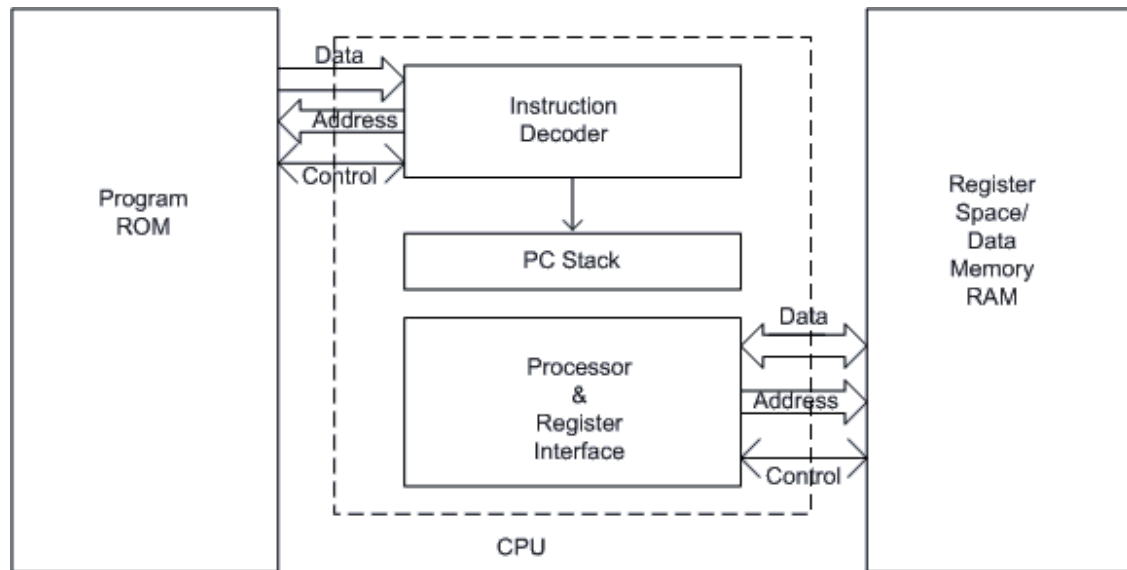 Program
ROM
Data
Address
Control
Instruction
Decoder
PC Stack
Processor
&
Register
Interface
CPU
Data
Address
Control
Register
Space/
Data
Memory
RAM